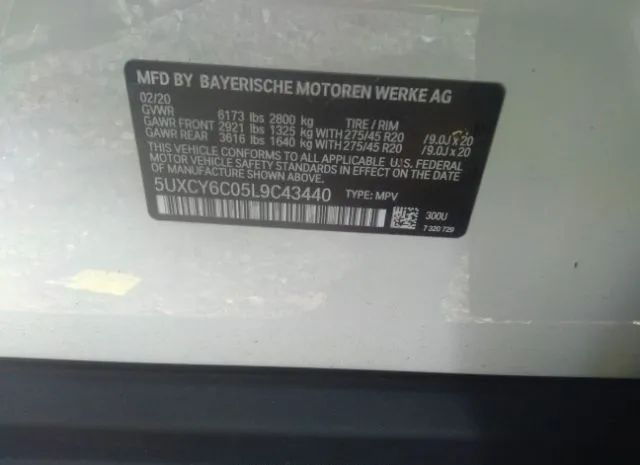 MFD BY BAYERISCHE MOTOREN WERKE AG
02/20
GVWR 6173 lbs 2800 kg TIRE / RIM
GAWR FRONT 2921 lbs 1325 kg WITH 275/45 R20 /9.0J x 20
GAWR REAR 3616 lbs 1640 kg WITH 275/45 R20 /9.0J x 20
THIS VEHICLE CONFORMS TO ALL APPLICABLE U.S. FEDERAL
MOTOR VEHICLE SAFETY STANDARDS IN EFFECT ON THE DATE
OF MANUFACTURE SHOWN ABOVE.
5UXCY6C05L9C43440 TYPE: MPV
300U
7 320 729